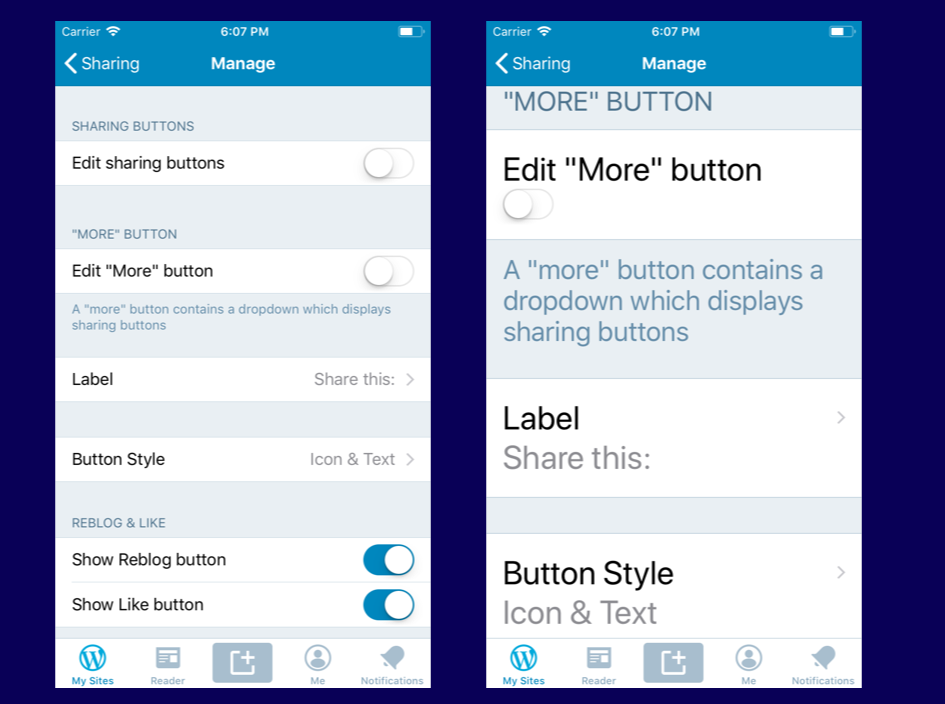 Carrier 6:07 PM
Sharing Manage
SHARING BUTTONS
Edit sharing buttons
"MORE" BUTTON
Edit "More" button
A "more" button contains a dropdown which displays
sharing buttons
Label Share this:
Button Style Icon & Text
REBLOG & LIKE
Show Reblog button
Show Like button
My Sites Reader Me Notifications
Carrier 6:07 PM
Sharing Manage
"MORE" BUTTON
Edit "More" button
A "more" button contains a
dropdown which displays
sharing buttons
Label
Share this:
Button Style
Icon & Text
My Sites Reader Me Notifications